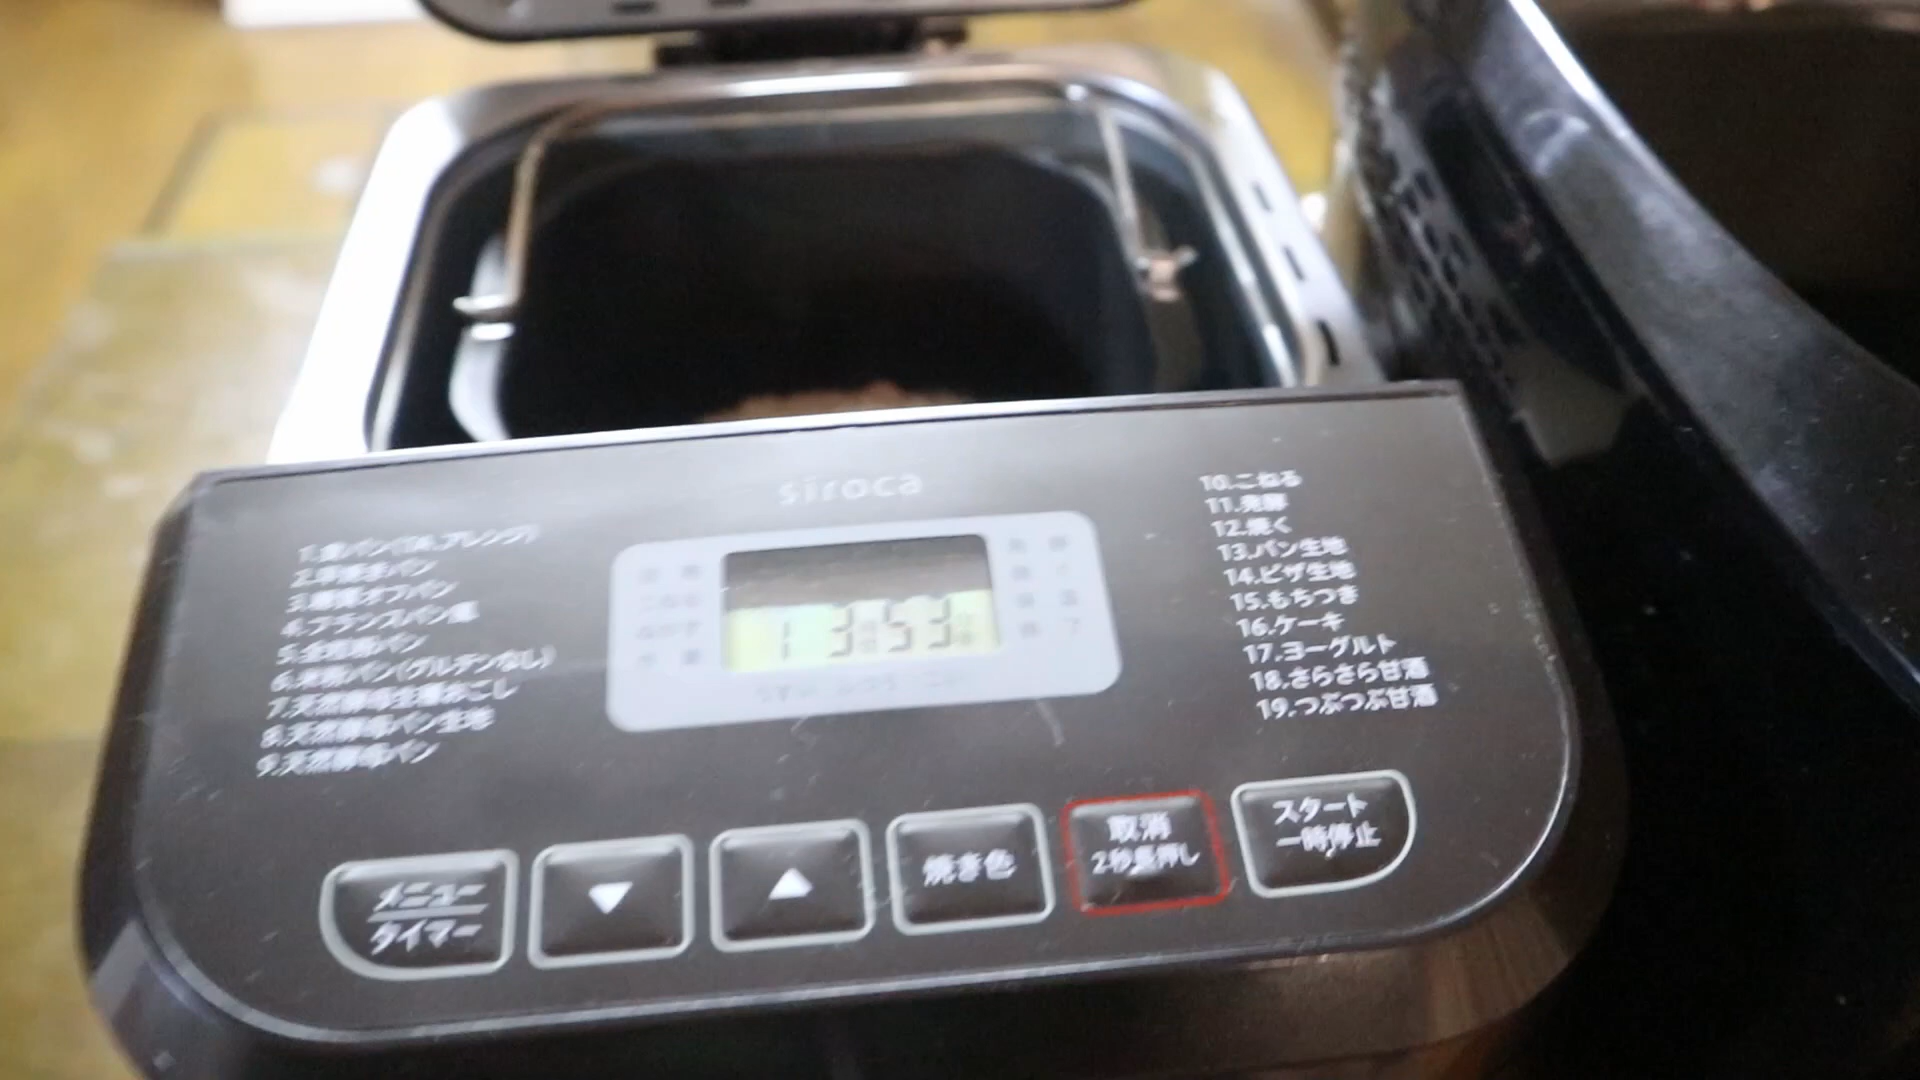 siroca
1.食パン(1A.アレンジ)
2.早焼きパン
3.糖質オフパン
4.フランスパン風
5.全粒粉パン
6.米粉パン(グルテンなし)
7.天然酵母生種おこし
8.天然酵母パン生地
9.天然酵母パン
1 3 53
10.こねる
11.発酵
12.焼く
13.パン生地
14.ピザ生地
15.もちつき
16.ケーキ
17.ヨーグルト
18.さらさら甘酒
19.つぶつぶ甘酒
メニュー
タイマー
▼
▲
焼き色
取消
2秒長押し
スタート
一時停止